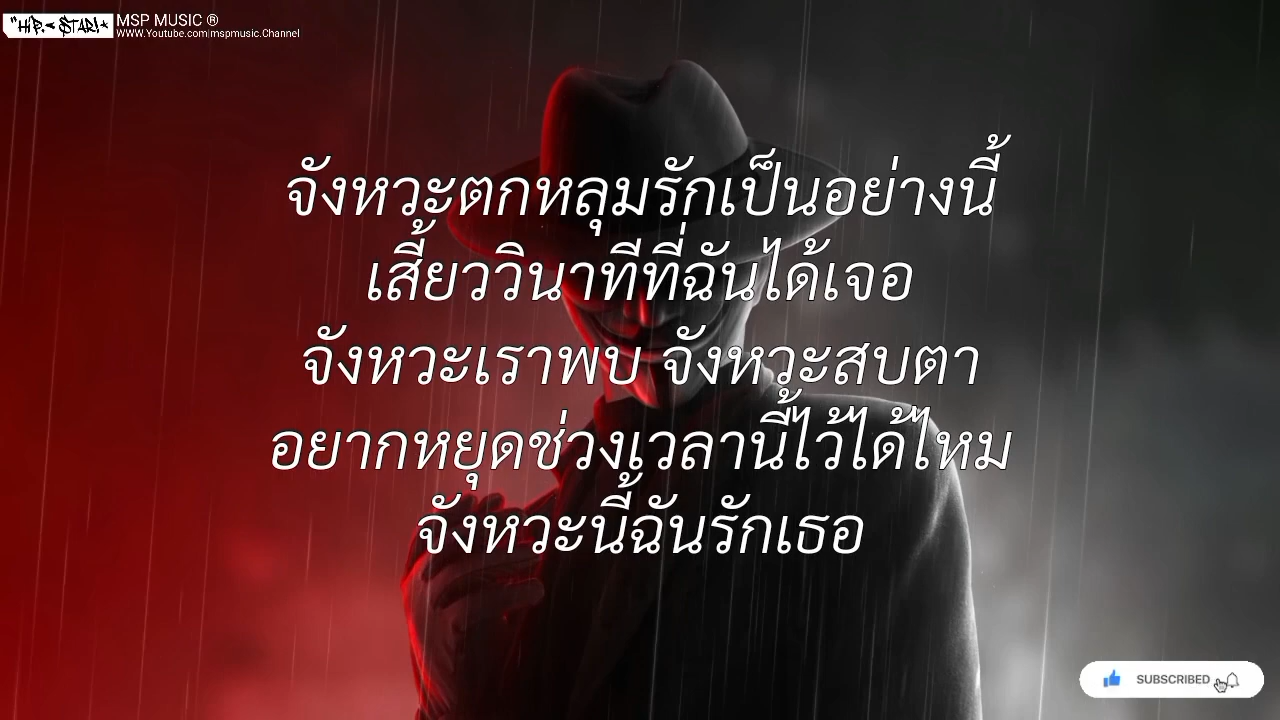 "HIP.< STAR!*
MSP MUSIC ®
WWW.Youtube.com|mspmusic.Channel
จังหวะตกหลุมรักเป็นอย่างนี้
เสี้ยววินาทีที่ฉันได้เจอ
จังหวะเราพบ จังหวะสบตา
อยากหยุดช่วงเวลานี้ไว้ได้ไหม
จังหวะนี้ฉันรักเธอ
SUBSCRIBED